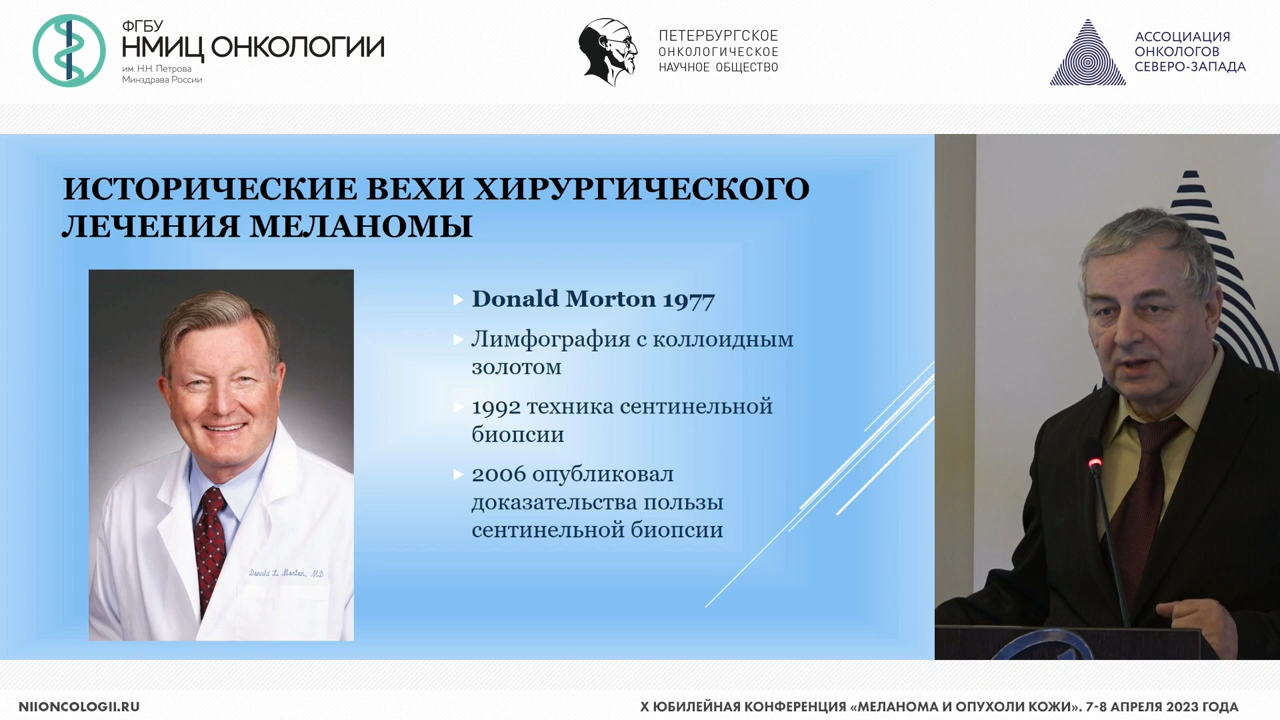 ФГБУ
НМИЦ ОНКОЛОГИИ
им. Н.Н. Петрова
Минздрава России
ПЕТЕРБУРГСКОЕ
ОНКОЛОГИЧЕСКОЕ
НАУЧНОЕ ОБЩЕСТВО
АССОЦИАЦИЯ
ОНКОЛОГОВ
СЕВЕРО-ЗАПАДА
ИСТОРИЧЕСКИЕ ВЕХИ ХИРУРГИЧЕСКОГО
ЛЕЧЕНИЯ МЕЛАНОМЫ
Donald Morton 1977
Лимфография с коллоидным
золотом
1992 техника сентинельной
биопсии
2006 опубликовал
доказательства пользы
сентинельной биопсии
Donald L. Morton, M.D
NIIONCOLOGII.RU
X ЮБИЛЕЙНАЯ КОНФЕРЕНЦИЯ «МЕЛАНОМА И ОПУХОЛИ КОЖИ». 7-8 АПРЕЛЯ 2023 ГОДА